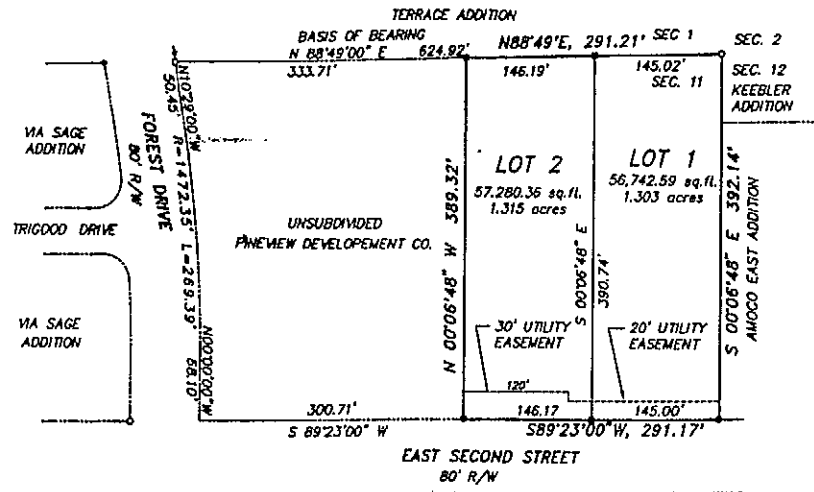 TERRACE ADDITION
BASIS OF BEARING
N 88°49'00" E 624.92'
N88°49'E, 291.21'
SEC 1
SEC. 2
333.71'
146.19'
145.02'
SEC. 11
SEC. 12
KEEBLER
ADDITION
VIA SAGE
ADDITION
N10°29'00"W
50.45'
FOREST DRIVE
80' R/W
R=1472.35' L=269.39'
N00°00'00"W
58.10'
TRIGOOD DRIVE
VIA SAGE
ADDITION
UNSUBDIVIDED
PINEVIEW DEVELOPEMENT CO.
N 00°06'48" W 389.32'
LOT 2
57,280.36 sq.ft.
1.315 acres
S 00°06'48" E
390.74'
LOT 1
56,742.59 sq.ft.
1.303 acres
S 00°06'48" E 392.14'
AMOCO EAST ADDITION
30' UTILITY
EASEMENT
20' UTILITY
EASEMENT
120'
300.71'
146.17
145.00'
S 89°23'00" W
S89°23'00"W, 291.17'
EAST SECOND STREET
80' R/W